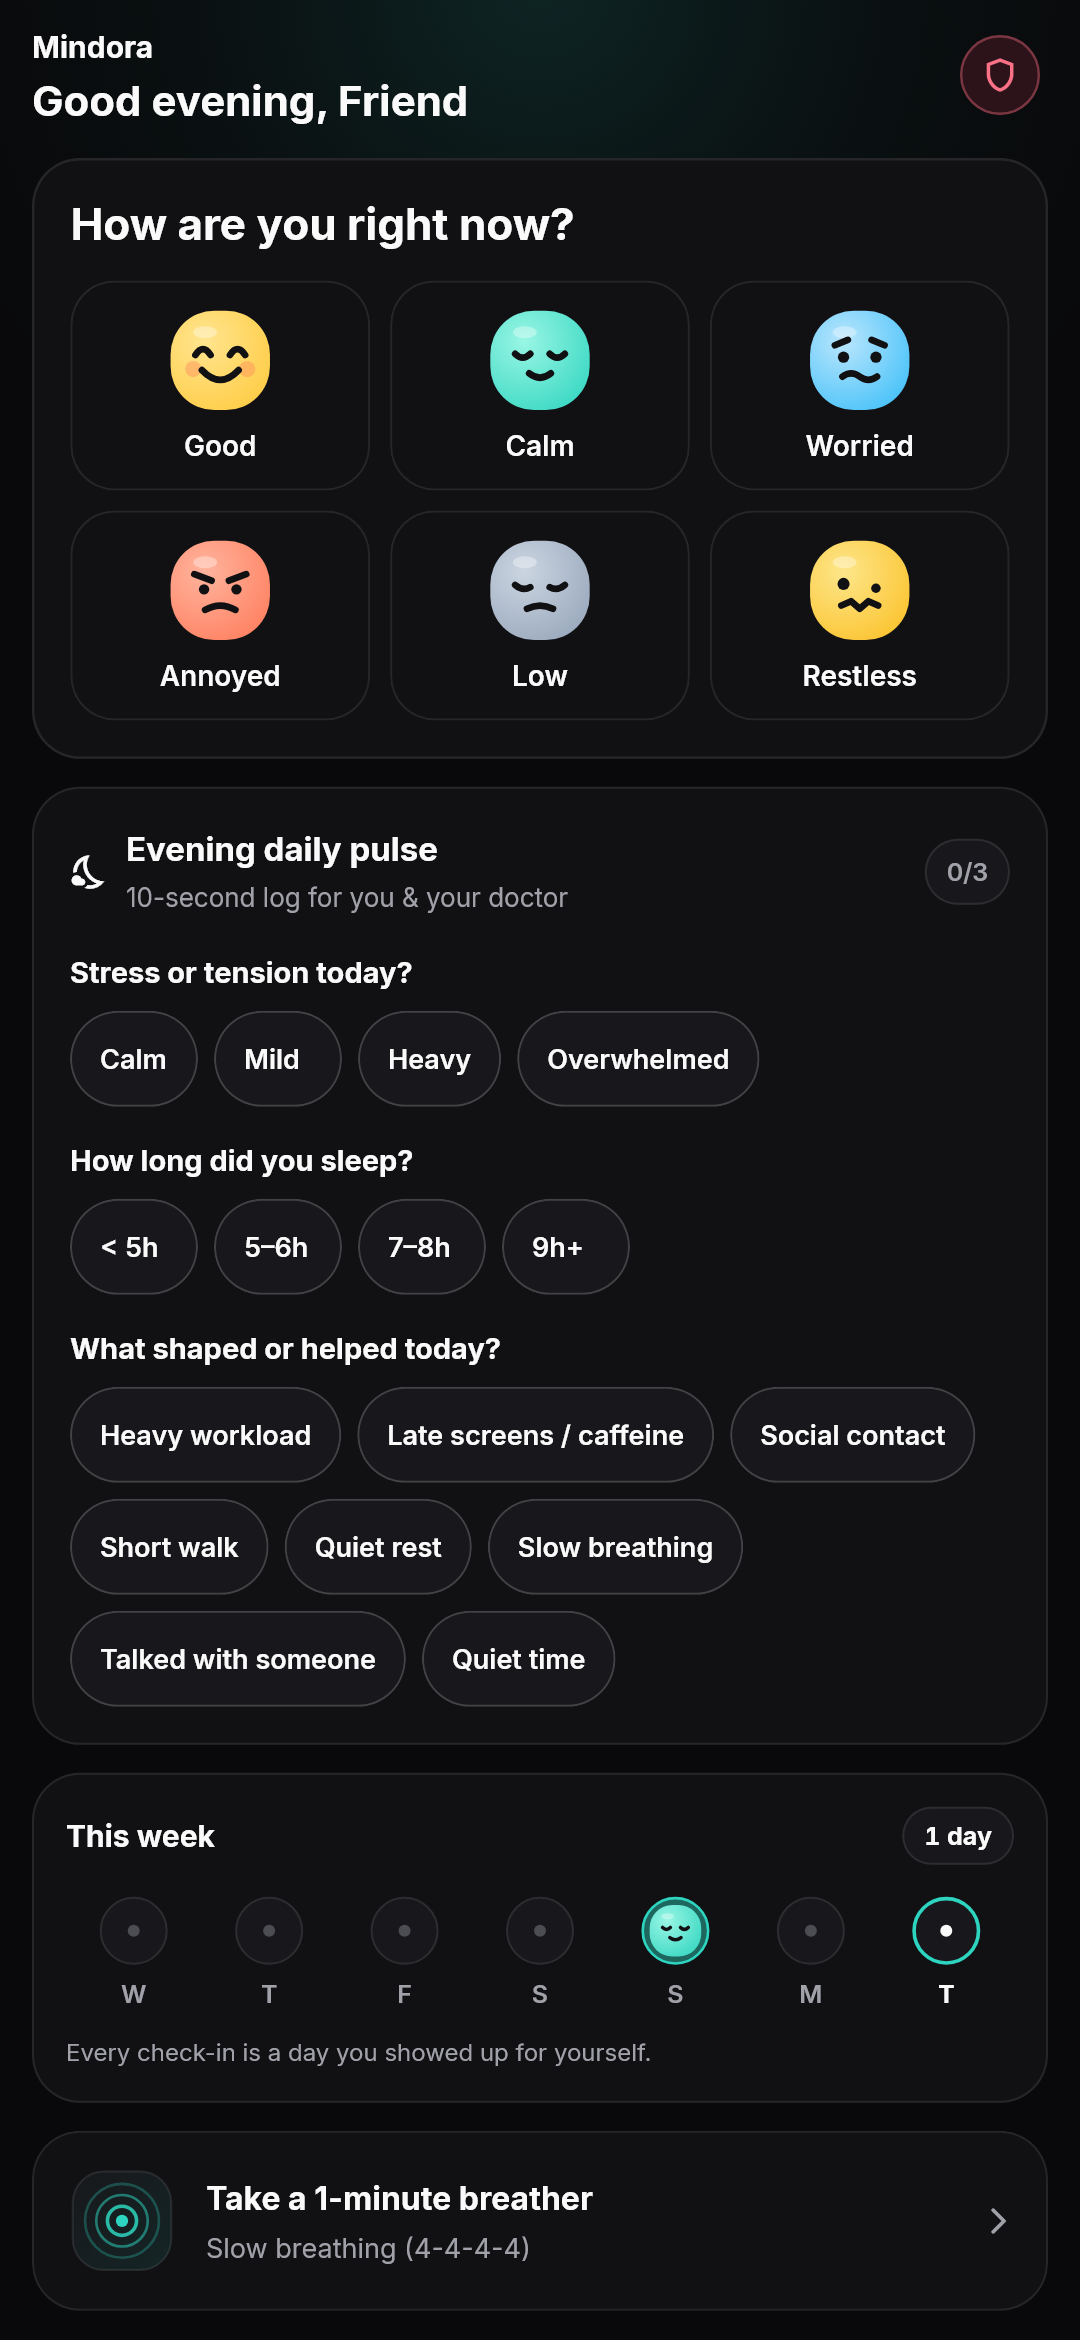 Mindora
Good evening, Friend
How are you right now?
Good
Calm
Worried
Annoyed
Low
Restless
Evening daily pulse
10-second log for you & your doctor
0/3
Stress or tension today?
Calm
Mild
Heavy
Overwhelmed
How long did you sleep?
< 5h
5–6h
7–8h
9h+
What shaped or helped today?
Heavy workload
Late screens / caffeine
Social contact
Short walk
Quiet rest
Slow breathing
Talked with someone
Quiet time
This week
1 day
W
T
F
S
S
M
T
Every check-in is a day you showed up for yourself.
Take a 1-minute breather
Slow breathing (4-4-4-4)